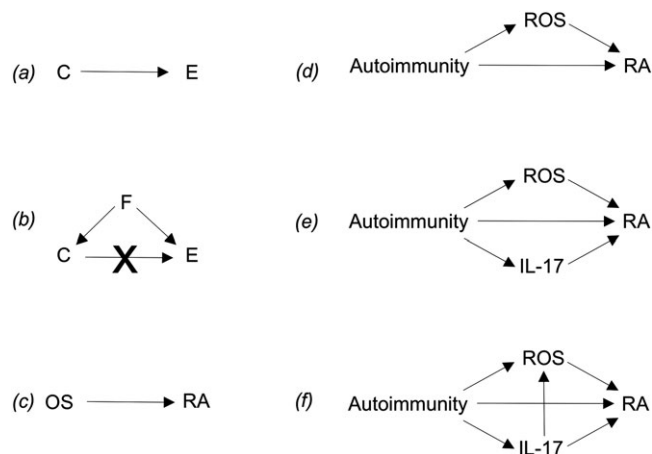 (a) C E
(b) F
C X E
(c) OS RA
(d) ROS
Autoimmunity RA
(e) ROS
Autoimmunity RA
IL-17
(f) ROS
Autoimmunity RA
IL-17